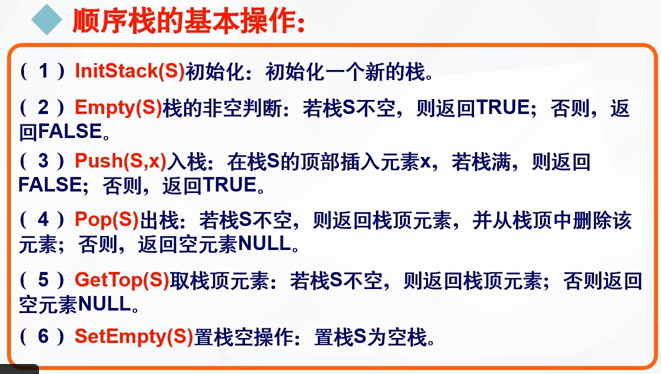 顺序栈的基本操作：
（1）InitStack(S)初始化：初始化一个新的栈。
（2）Empty(S)栈的非空判断：若栈S不空，则返回TRUE；否则，返
回FALSE。
（3）Push(S,x)入栈：在栈S的顶部插入元素x，若栈满，则返回
FALSE；否则，返回TRUE。
（4）Pop(S)出栈：若栈S不空，则返回栈顶元素，并从栈顶中删除该
元素；否则，返回空元素NULL。
（5）GetTop(S)取栈顶元素：若栈S不空，则返回栈顶元素；否则返回
空元素NULL。
（6）SetEmpty(S)置栈空操作：置栈S为空栈。